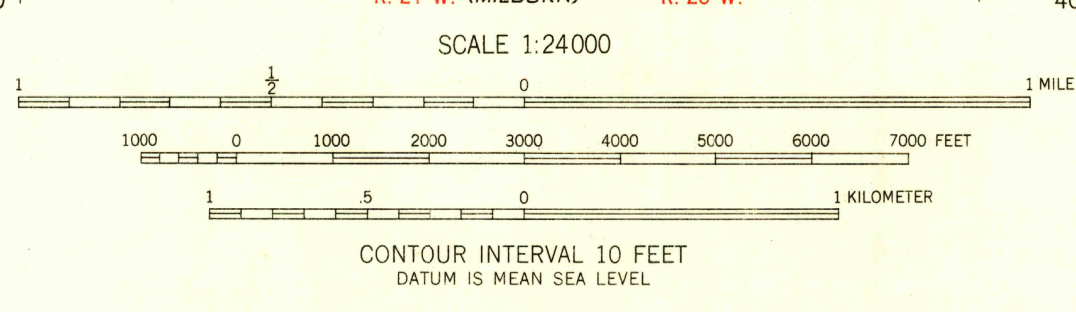 SCALE 1:24000
1 1/2 0 1 MILE
1000 0 1000 2000 3000 4000 5000 6000 7000 FEET
1 .5 0 1 KILOMETER
CONTOUR INTERVAL 10 FEET
DATUM IS MEAN SEA LEVEL